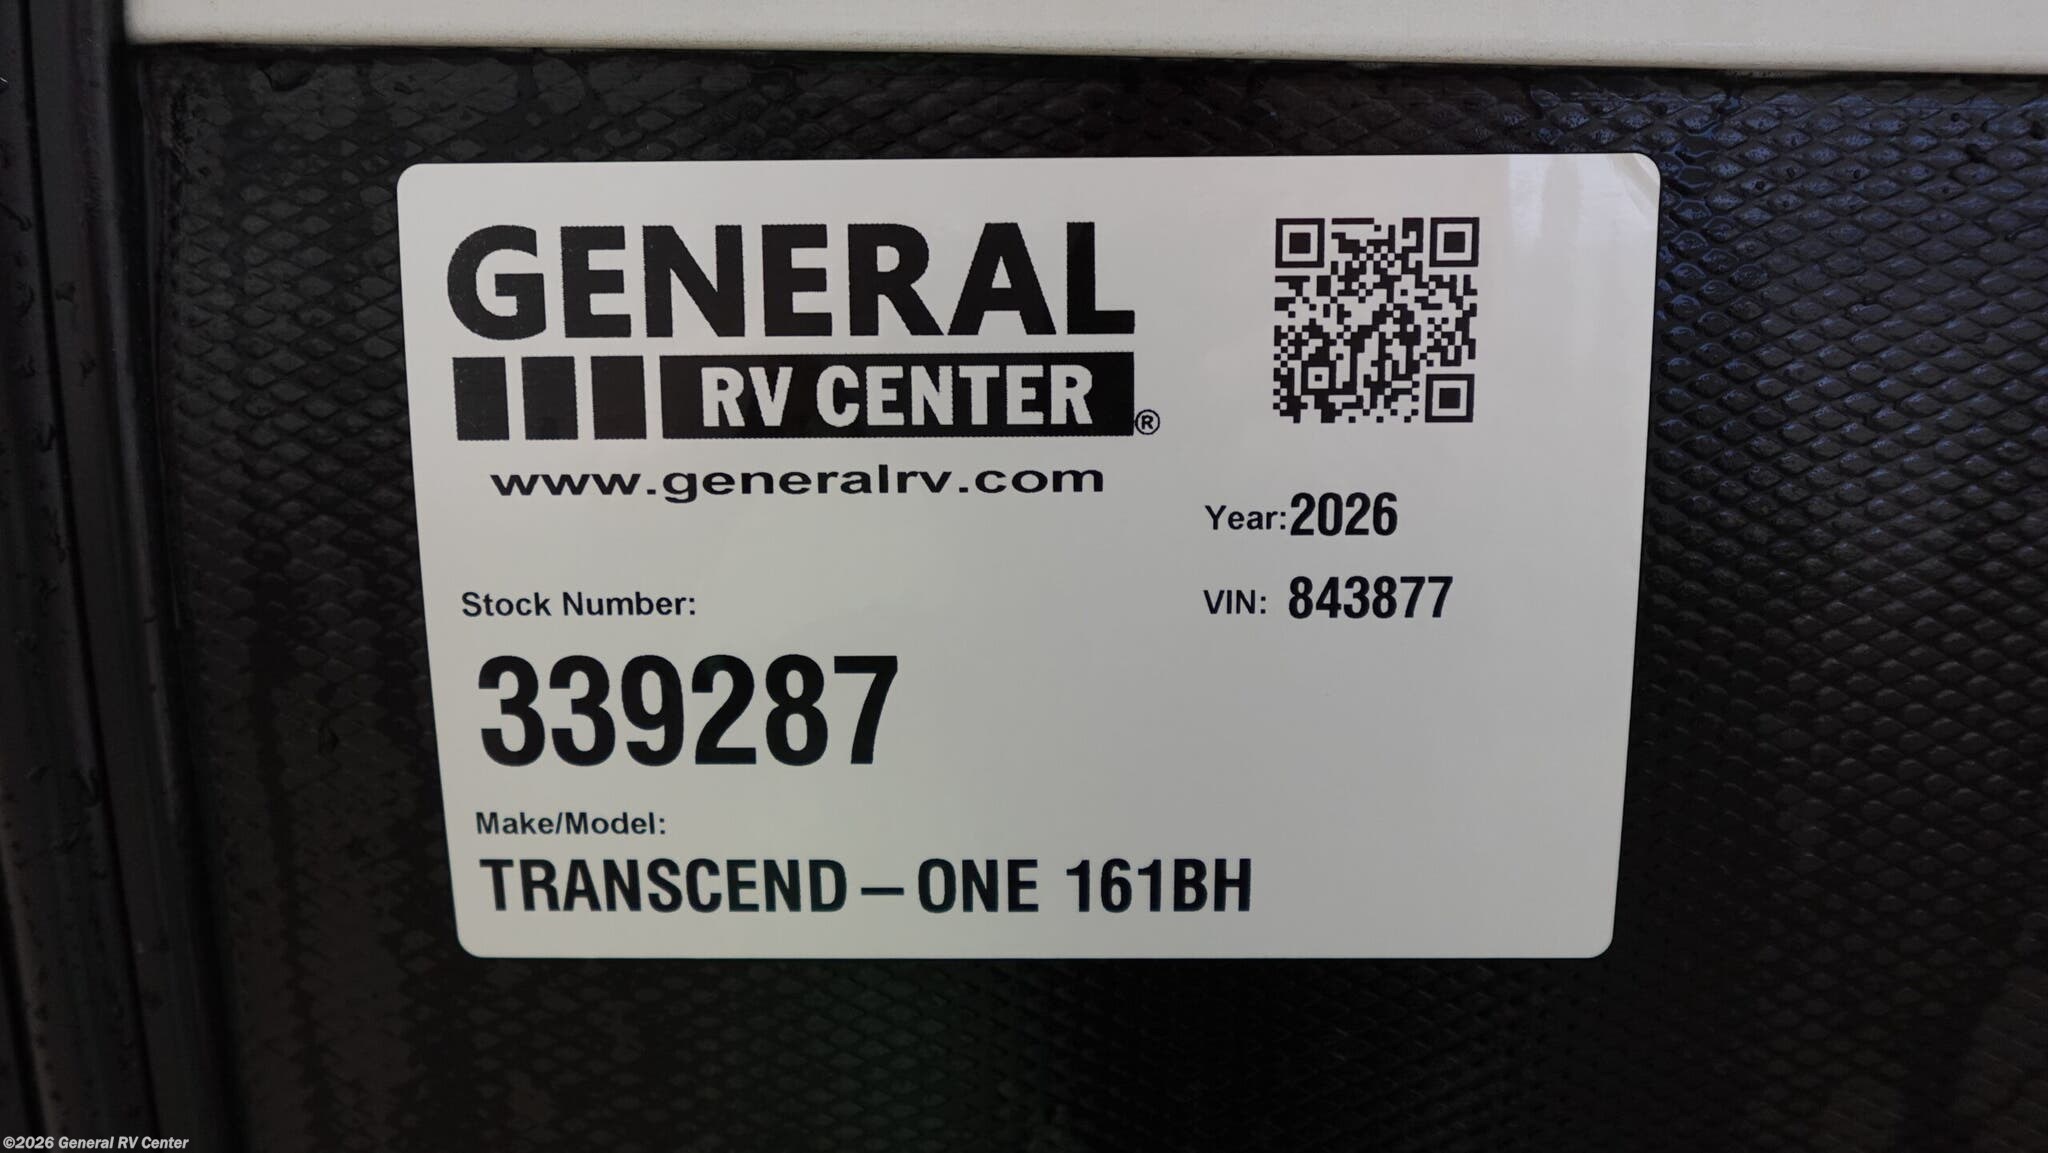 GENERAL
RV CENTER®
www.generalrv.com
Year: 2026
VIN: 843877
Stock Number:
339287
Make/Model:
TRANSCEND – ONE 161BH
©2026 General RV Center